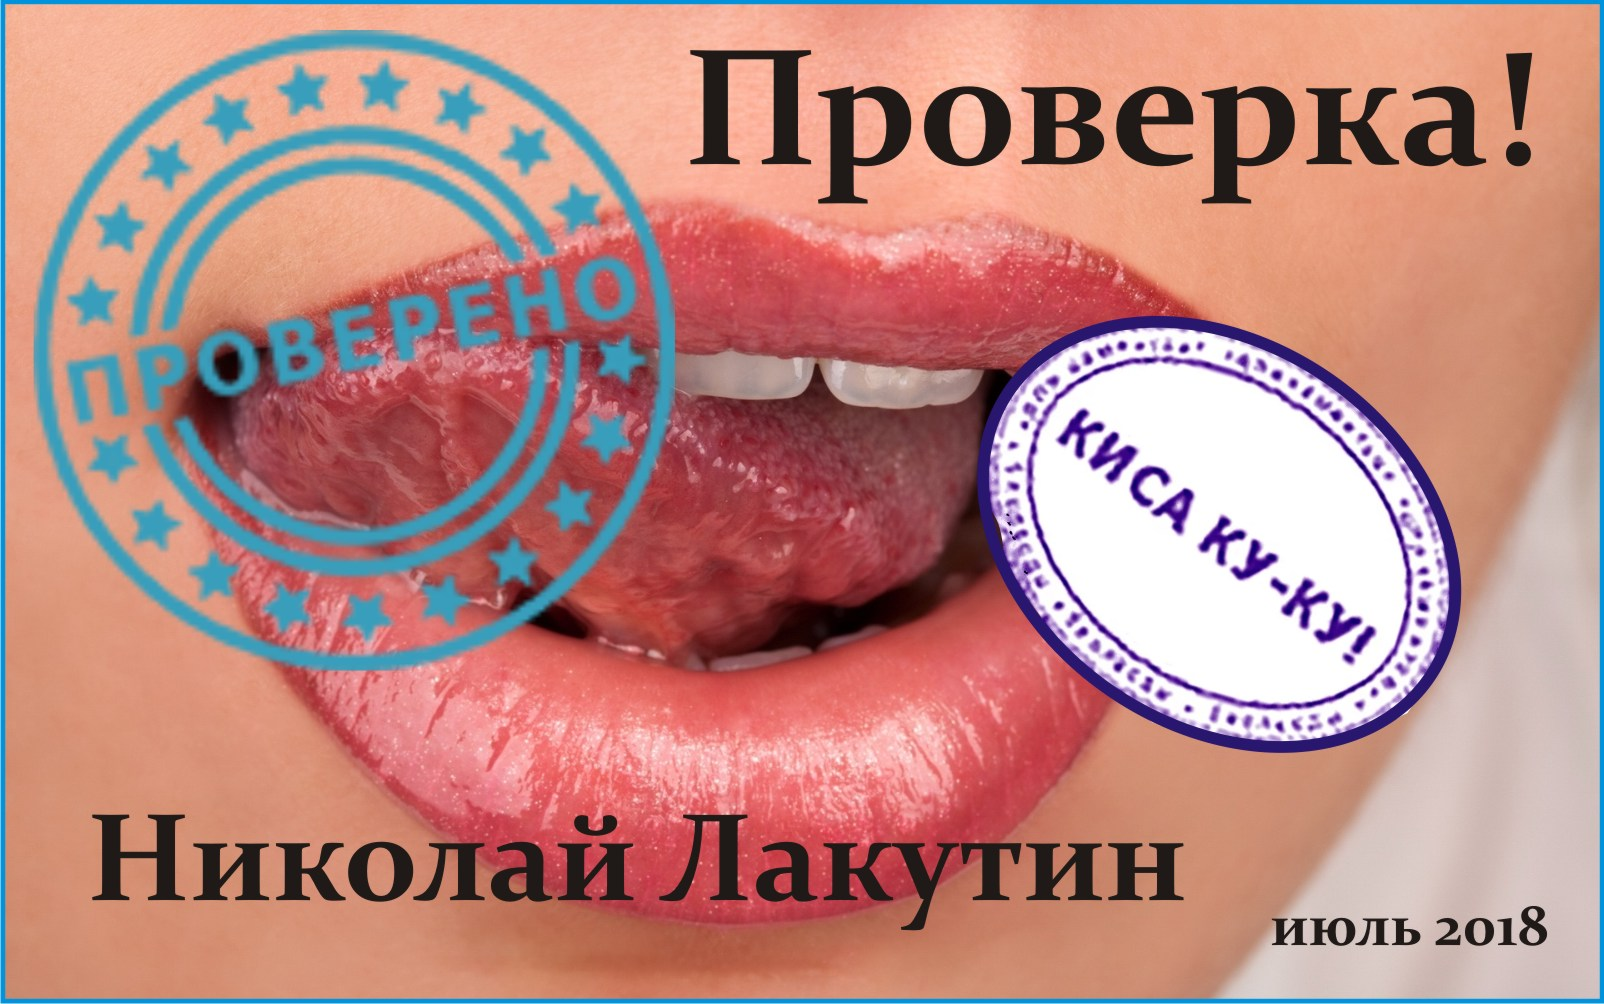 Проверка!
ПРОВЕРЕНО
КИСА КУ-КУ!
Николай Лакутин
июль 2018